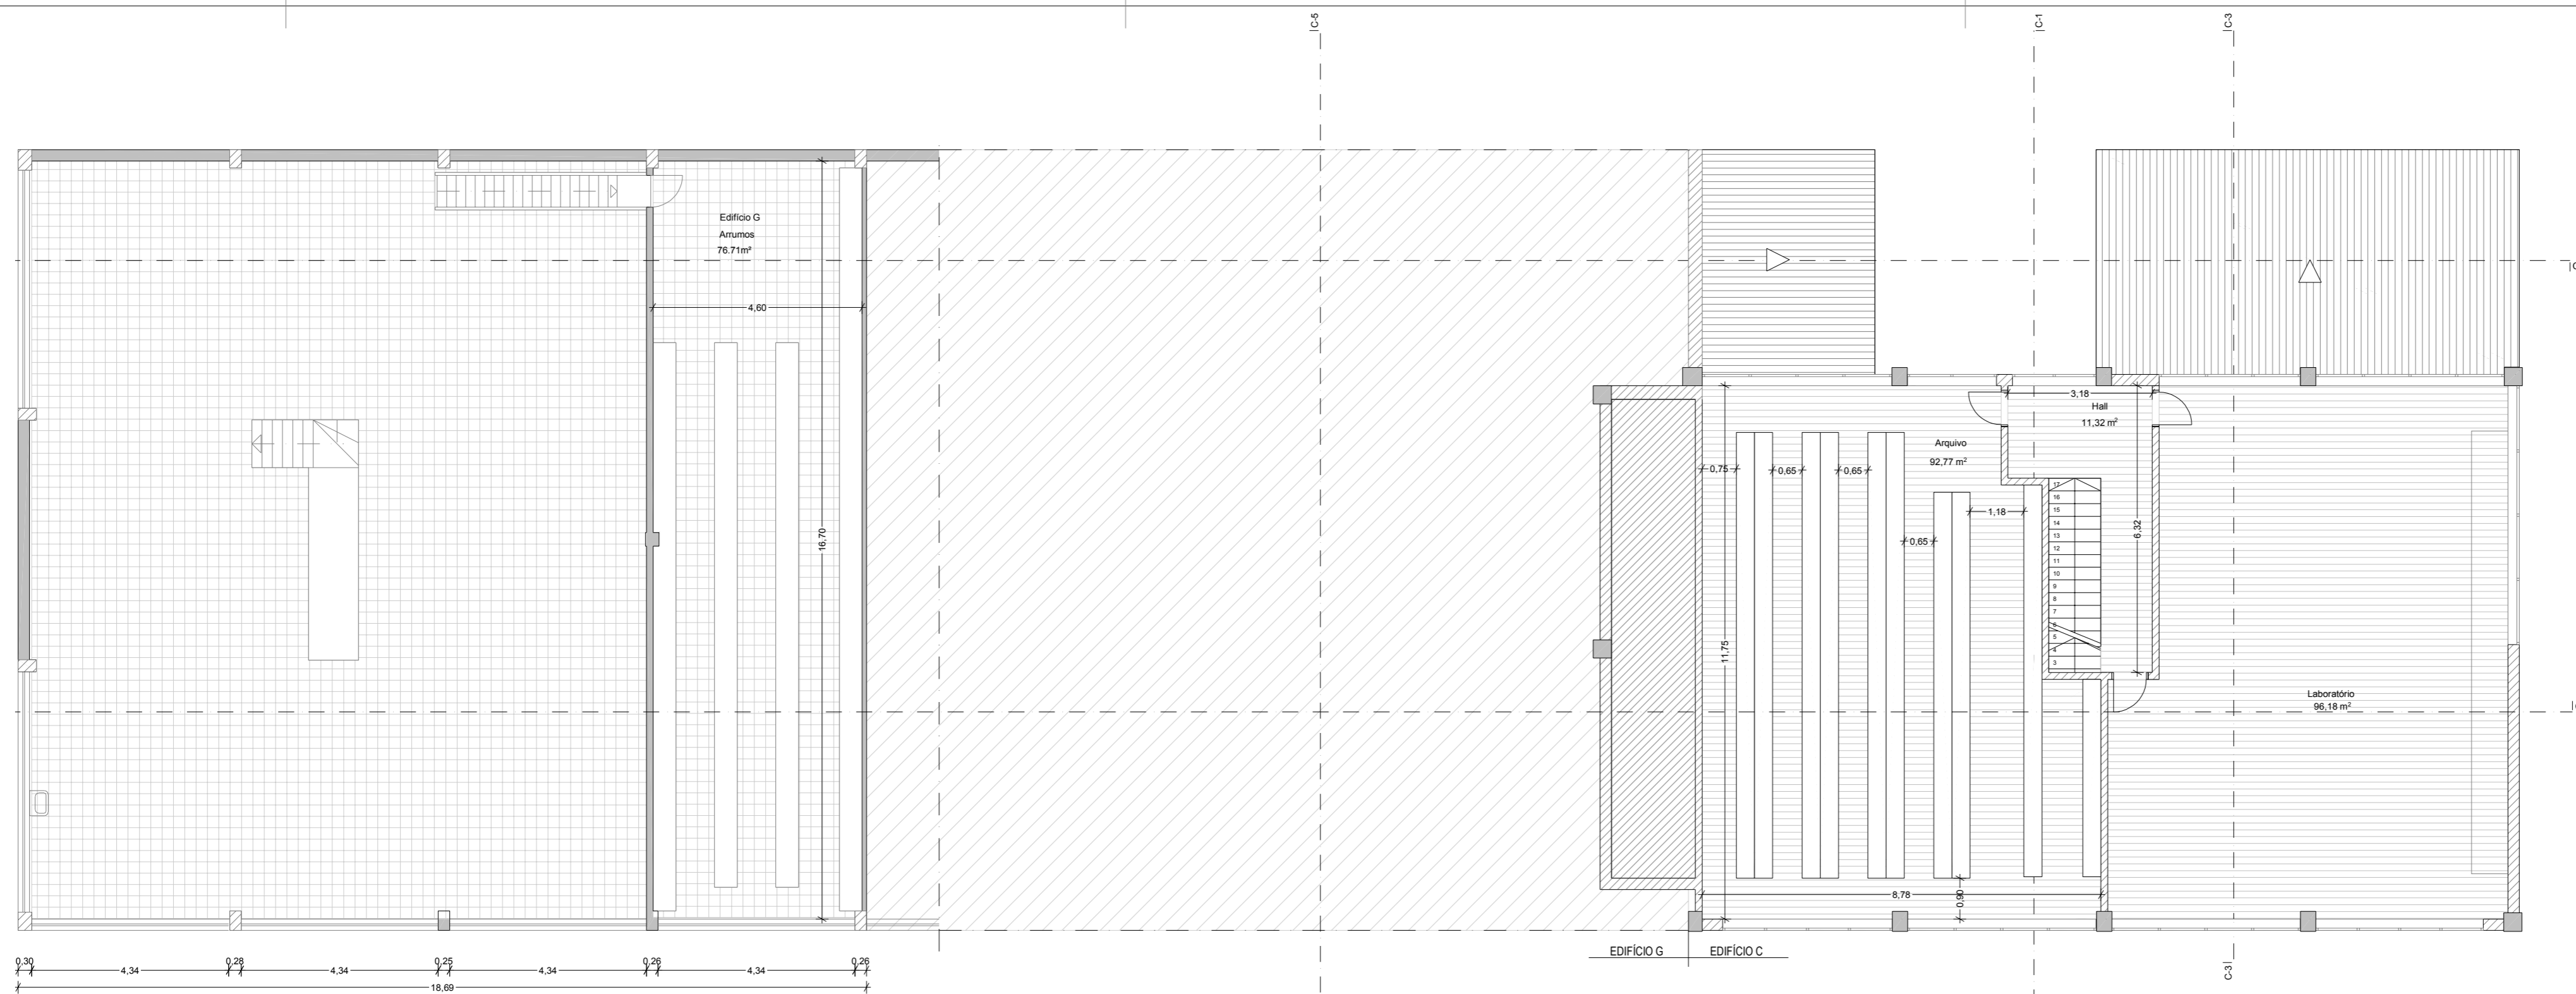 C-5
C-1
C-3
Edifício G
Arrumos
76.71m²
4,60
16,70
3,18
Hall
11,32 m²
Arquivo
92,77 m²
0,75
0,65
0,65
1,18
0,65
17
16
15
14
13
12
11
10
9
8
7
6
5
4
3
6,32
11,75
Laboratório
96,18 m²
8,78
0,90
EDIFÍCIO G
EDIFÍCIO C
0,30
4,34
0,28
4,34
0,25
4,34
0,26
4,34
0,26
18,69
C-3